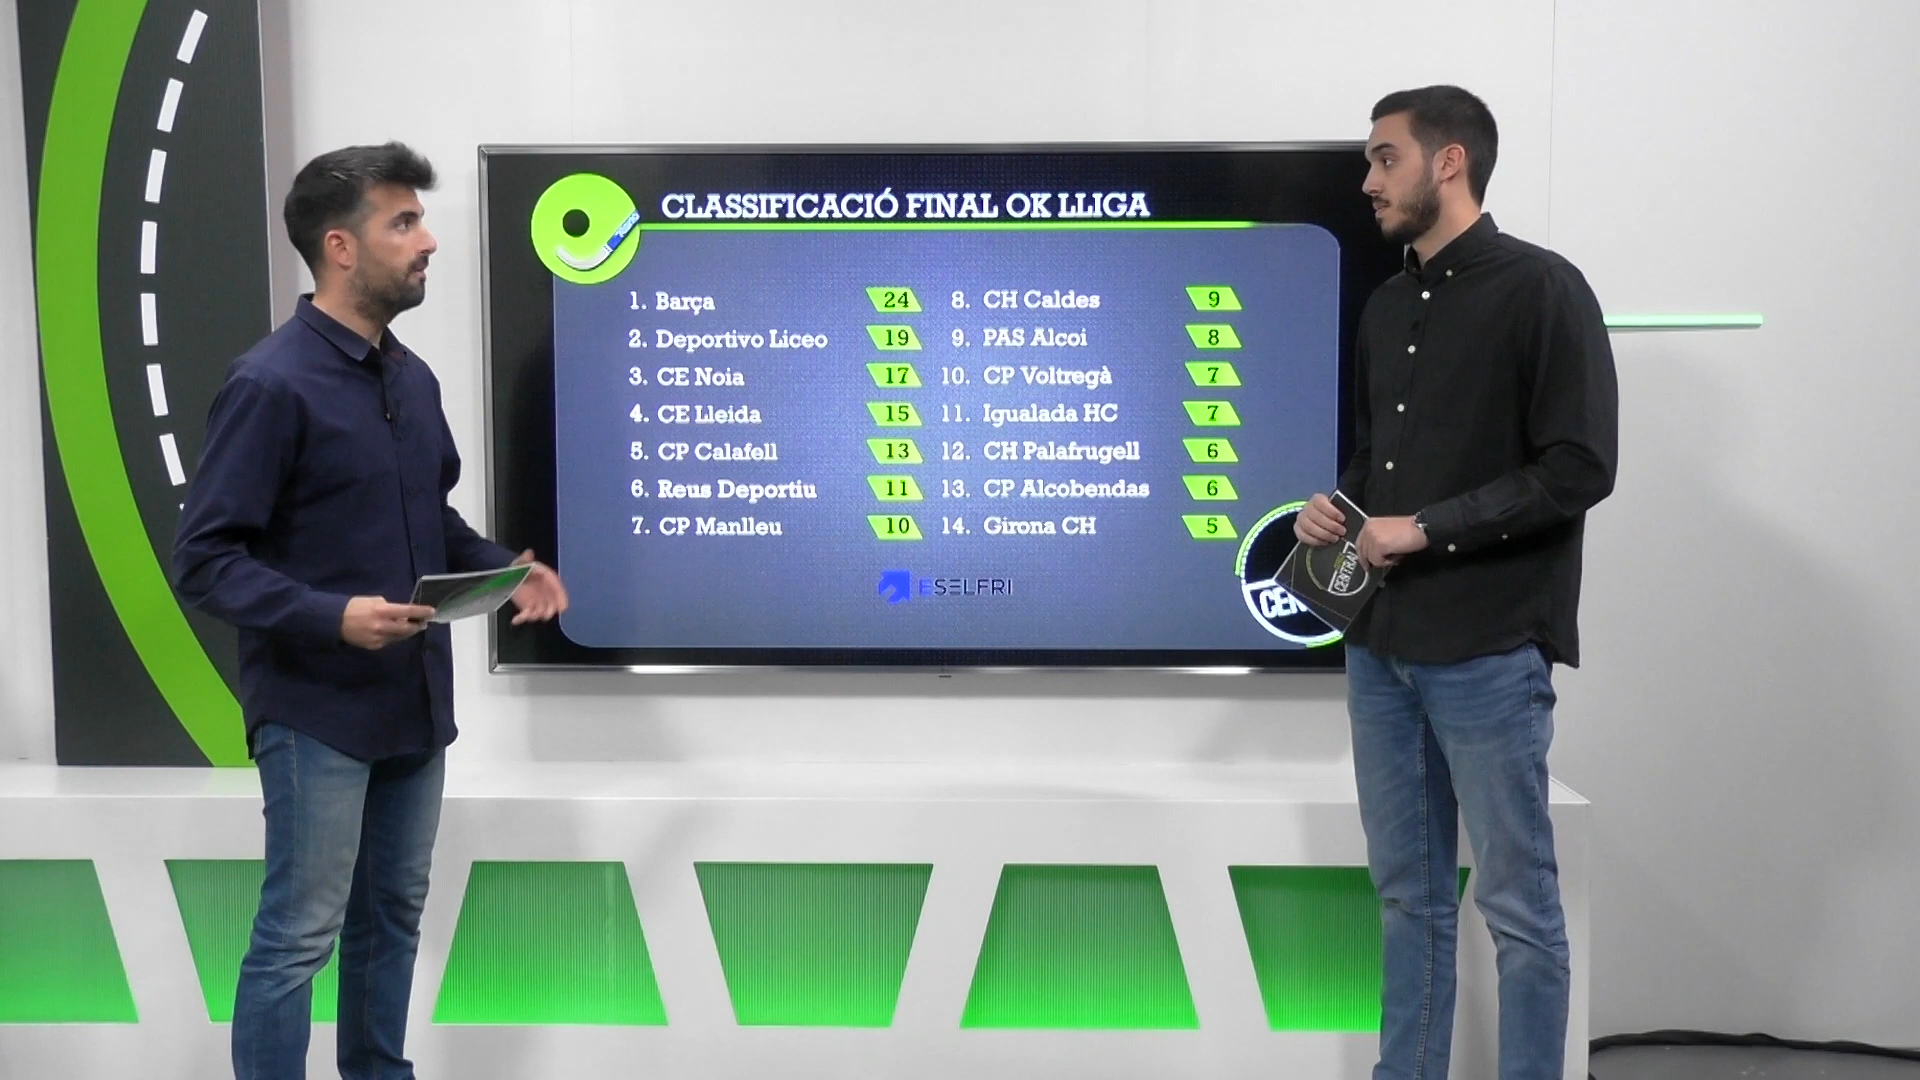 CLASSIFICACIÓ FINAL OK LLIGA
1. Barça 24
2. Deportivo Liceo 19
3. CE Noia 17
4. CE Lleida 15
5. CP Calafell 13
6. Reus Deportiu 11
7. CP Manlleu 10
8. CH Caldes 9
9. PAS Alcoi 8
10. CP Voltregà 7
11. Igualada HC 7
12. CH Palafrugell 6
13. CP Alcobendas 6
14. Girona CH 5
ESELFRI
CEN
CENTRAL